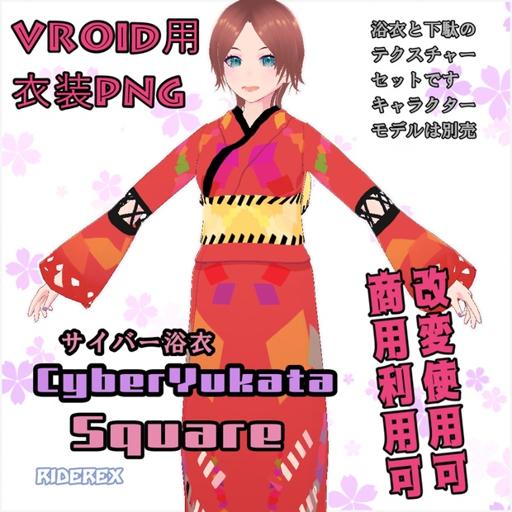 VROID用
衣装PNG
浴衣と下駄の
テクスチャー
セットです
キャラクター
モデルは別売
改変使用可
商用利用可
サイバー浴衣
CyberYukata
Square
RIDEREX